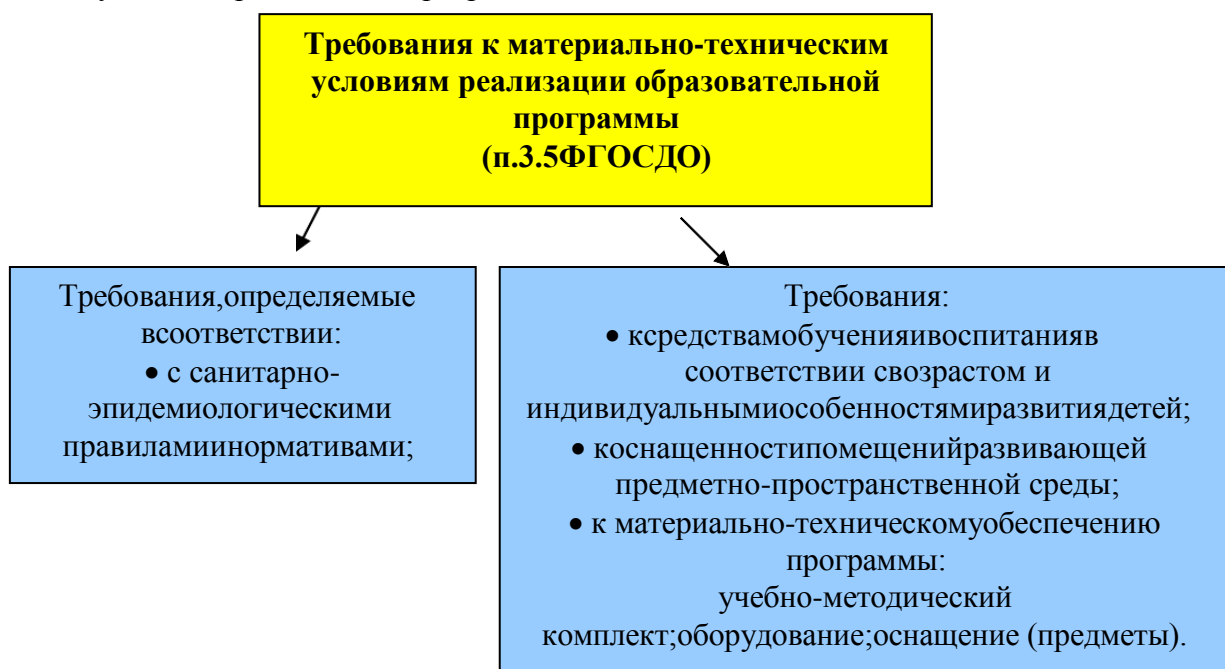 Требования к материально-техническим
условиям реализации образовательной
программы
(п.3.5ФГОСДО)
Требования,определяемые
всоответствии:
• с санитарно-
эпидемиологическими
правиламиинормативами;
Требования:
• ксредствамобученияивоспитанияв
соответствии свозрастом и
индивидуальнымиособенностямиразвитиядетей;
• коснащенностипомещенийразвивающей
предметно-пространственной среды;
• к материально-техническомуобеспечению
программы:
учебно-методический
комплект;оборудование;оснащение (предметы).